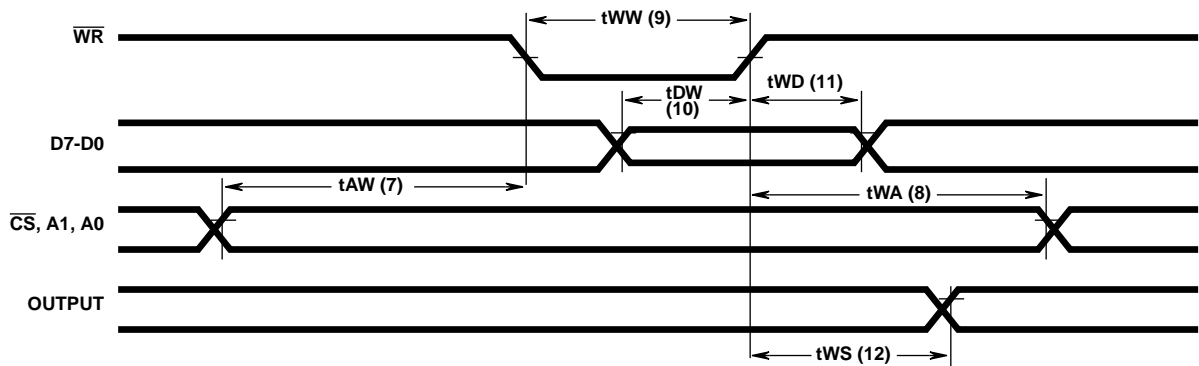 tWW (9)
WR
tDW
(10)
tWD (11)
D7-D0
tAW (7)
tWA (8)
CS, A1, A0
OUTPUT
tWS (12)